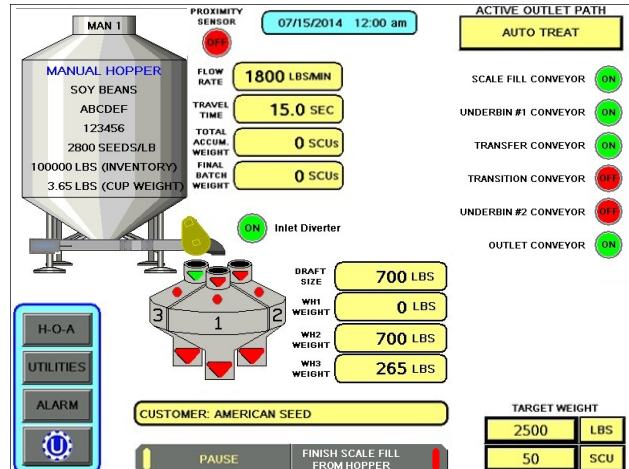 MAN 1
MANUAL HOPPER
SOY BEANS
ABCDEF
123456
2800 SEEDS/LB
100000 LBS (INVENTORY)
3.65 LBS (CUP WEIGHT)
PROXIMITY
SENSOR
OFF
07/15/2014 12:00 am
FLOW
RATE
1800 LBS/MIN
TRAVEL
TIME
15.0 SEC
TOTAL
ACCUM.
WEIGHT
0 SCUs
FINAL
BATCH
WEIGHT
0 SCUs
ON Inlet Diverter
ACTIVE OUTLET PATH
AUTO TREAT
SCALE FILL CONVEYOR ON
UNDERBIN #1 CONVEYOR ON
TRANSFER CONVEYOR ON
TRANSITION CONVEYOR OFF
UNDERBIN #2 CONVEYOR OFF
OUTLET CONVEYOR ON
3 1 2
DRAFT
SIZE
700 LBS
WH1
WEIGHT
0 LBS
WH2
WEIGHT
700 LBS
WH3
WEIGHT
265 LBS
H-O-A
UTILITIES
ALARM
U
CUSTOMER: AMERICAN SEED
PAUSE
FINISH SCALE FILL
FROM HOPPER
TARGET WEIGHT
2500 LBS
50 SCU